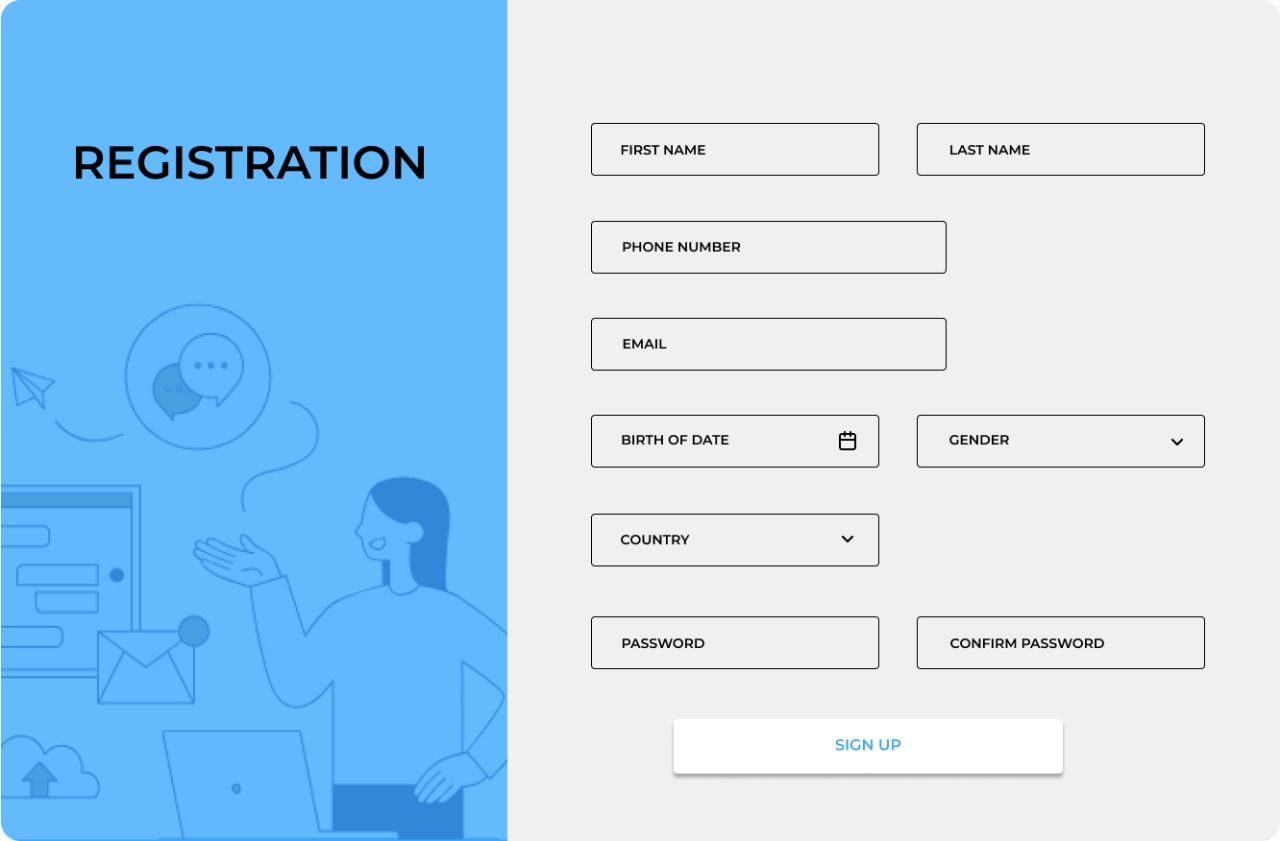 REGISTRATION
FIRST NAME
LAST NAME
PHONE NUMBER
EMAIL
BIRTH OF DATE
GENDER
COUNTRY
PASSWORD
CONFIRM PASSWORD
SIGN UP